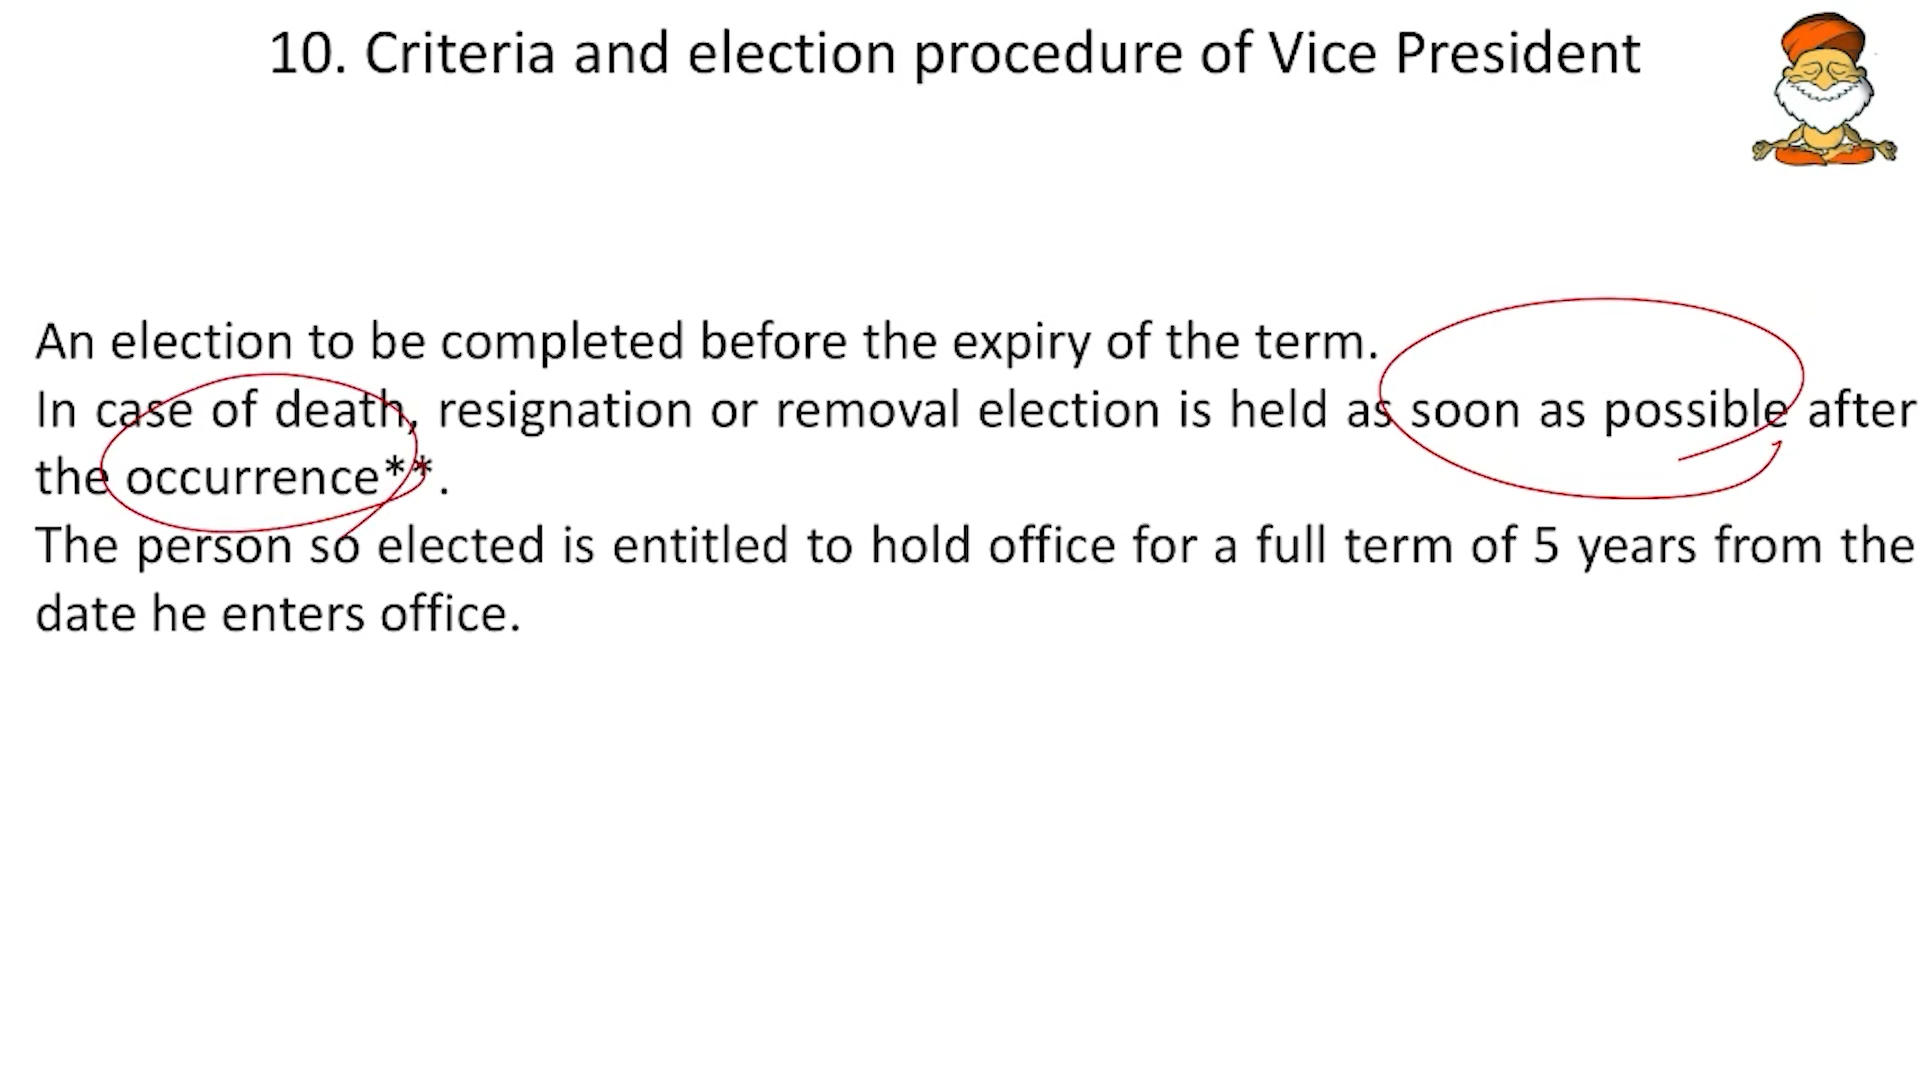 10. Criteria and election procedure of Vice President
An election to be completed before the expiry of the term.
In case of death, resignation or removal election is held as soon as possible after
the occurrence**.
The person so elected is entitled to hold office for a full term of 5 years from the
date he enters office.